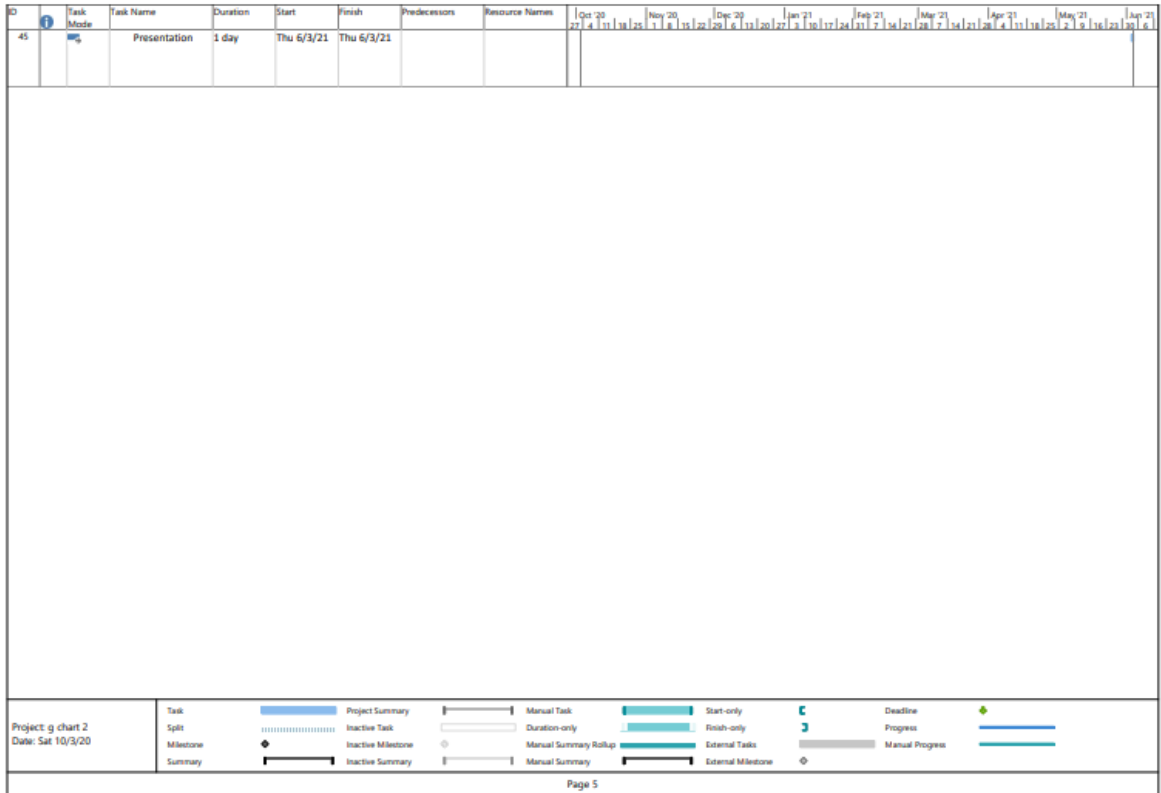 ID Task Mode Task Name Duration Start Finish Predecessors Resource Names
Oct '20 Nov '20 Dec '20 Jan '21 Feb '21 Mar '21 Apr '21 May '21 Jun '21
27 4 11 18 25 1 8 15 22 29 6 13 20 27 3 10 17 24 31 7 14 21 28 7 14 21 28 4 11 18 25 2 9 16 23 30 6
45 Presentation 1 day Thu 6/3/21 Thu 6/3/21
Project: g chart 2
Date: Sat 10/3/20
Task Project Summary Manual Task Start-only Deadline
Split Inactive Task Duration-only Finish-only Progress
Milestone Inactive Milestone Manual Summary Rollup External Tasks Manual Progress
Summary Inactive Summary Manual Summary External Milestone
Page 5